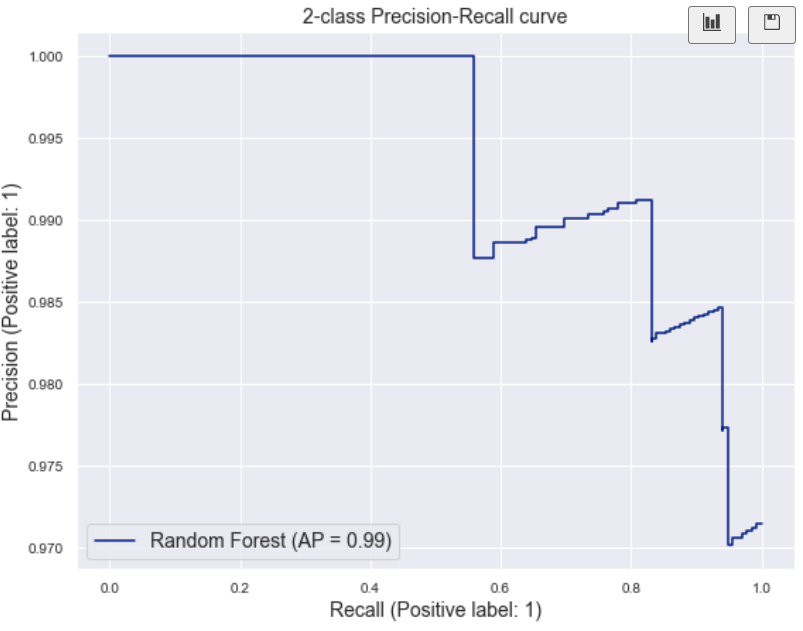 2-class Precision-Recall curve
Precision (Positive label: 1)
1.000
0.995
0.990
0.985
0.980
0.975
0.970
Random Forest (AP = 0.99)
0.0 0.2 0.4 0.6 0.8 1.0
Recall (Positive label: 1)